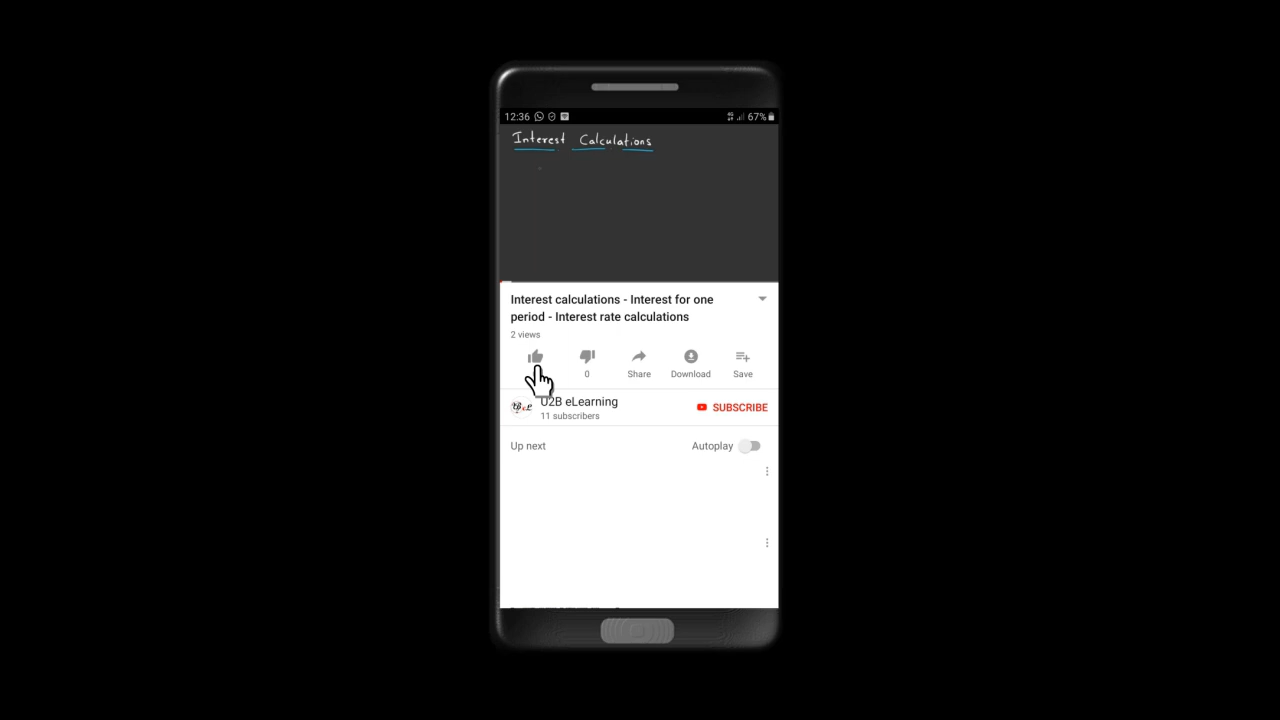 12:36 67%
Interest Calculations
Interest calculations - Interest for one
period - Interest rate calculations
2 views
0 Share Download Save
U2B eLearning
11 subscribers
SUBSCRIBE
Up next Autoplay